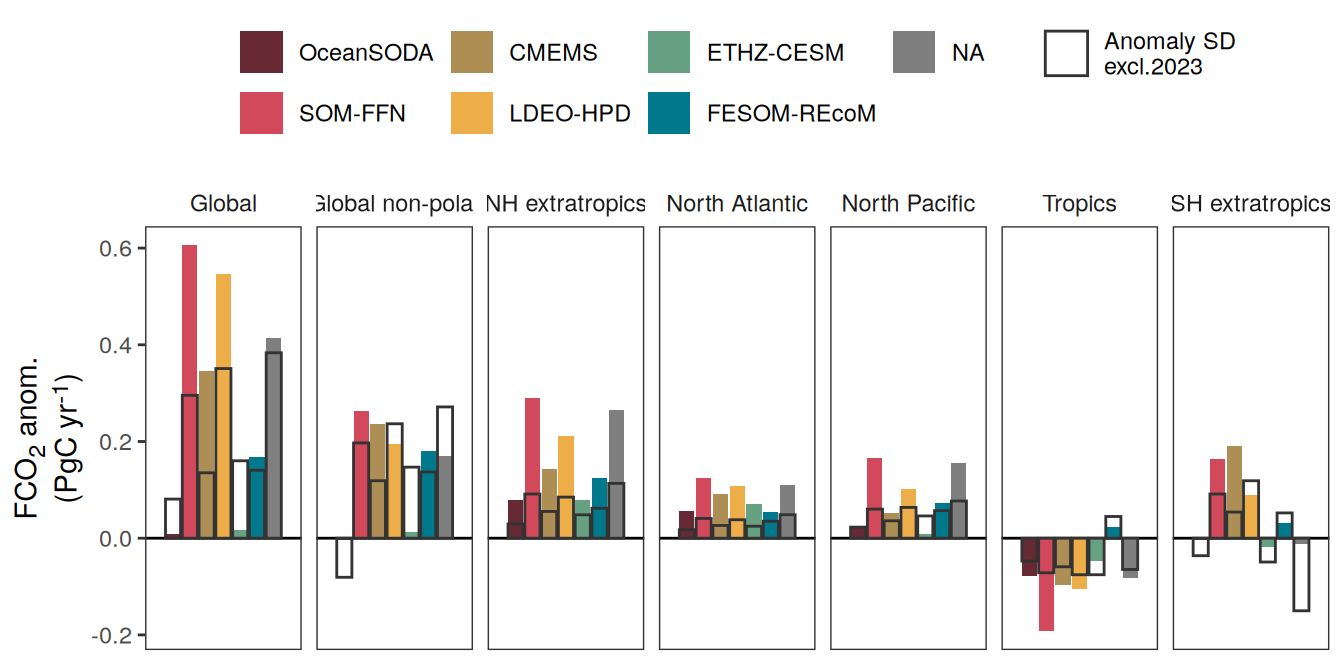 OceanSODA
CMEMS
ETHZ-CESM
NA
Anomaly SD
excl.2023
SOM-FFN
LDEO-HPD
FESOM-REcoM
Global
Global non-pola
NH extratropics
North Atlantic
North Pacific
Tropics
SH extratropics
FCO₂ anom.
(PgC yr⁻¹)
0.6
0.4
0.2
0.0
-0.2